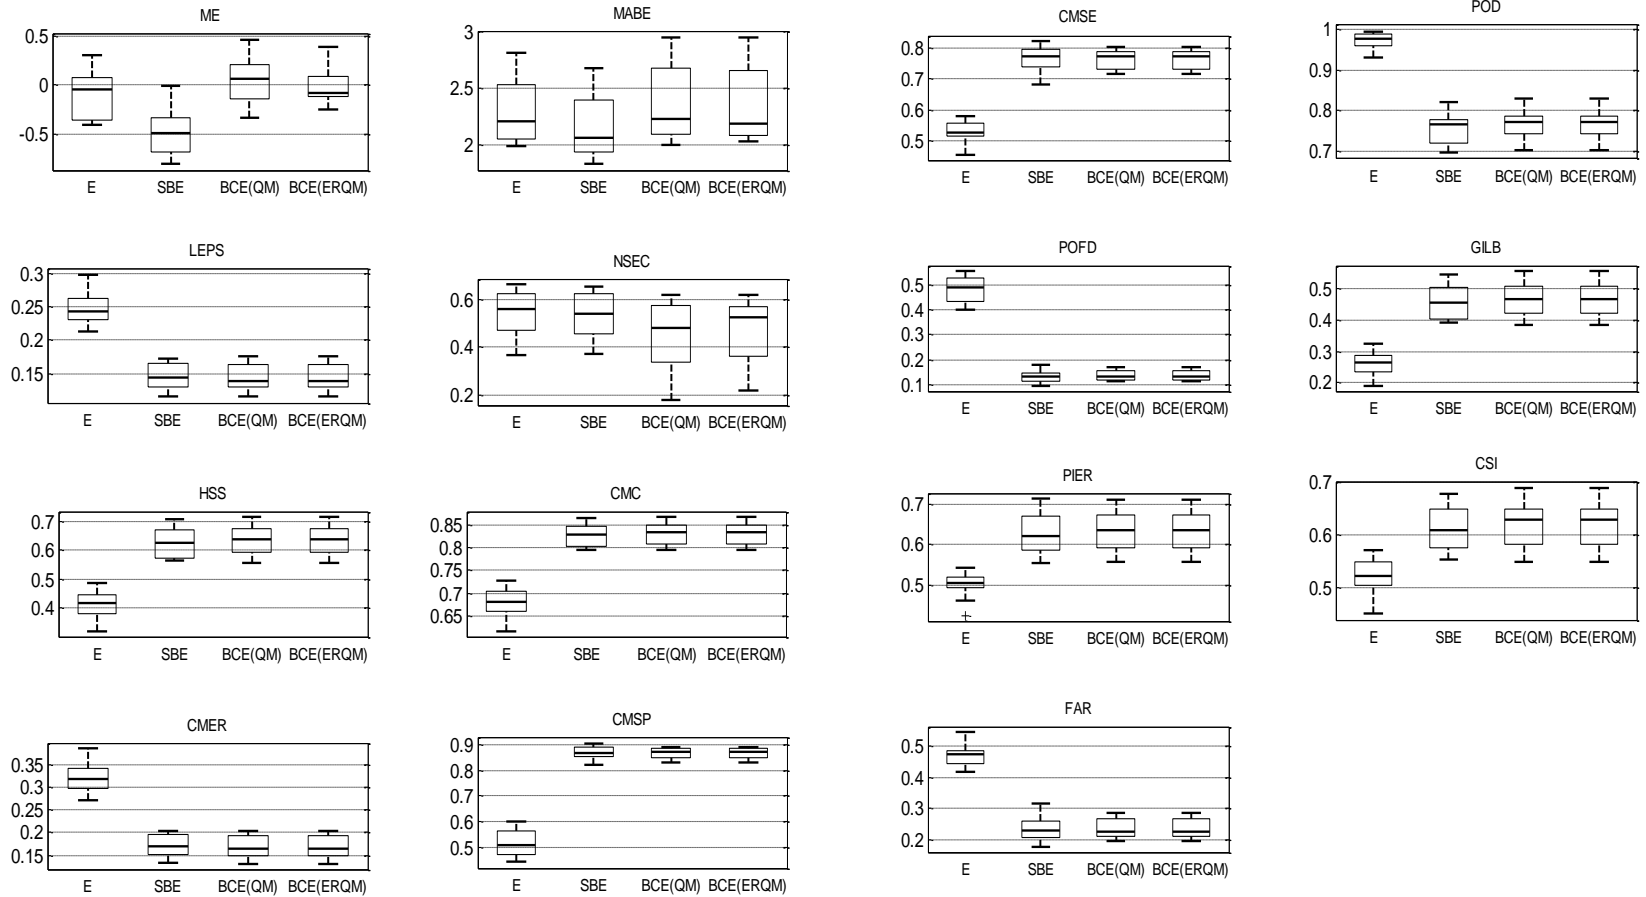 ME
0.5
0
-0.5
E SBE BCE(QM) BCE(ERQM)
MABE
3
2.5
2
E SBE BCE(QM) BCE(ERQM)
CMSE
0.8
0.7
0.6
0.5
E SBE BCE(QM) BCE(ERQM)
POD
1
0.9
0.8
0.7
E SBE BCE(QM) BCE(ERQM)
LEPS
0.3
0.25
0.2
0.15
E SBE BCE(QM) BCE(ERQM)
NSEC
0.6
0.4
0.2
E SBE BCE(QM) BCE(ERQM)
POFD
0.5
0.4
0.3
0.2
0.1
E SBE BCE(QM) BCE(ERQM)
GILB
0.5
0.4
0.3
0.2
E SBE BCE(QM) BCE(ERQM)
HSS
0.7
0.6
0.5
0.4
E SBE BCE(QM) BCE(ERQM)
CMC
0.85
0.8
0.75
0.7
0.65
E SBE BCE(QM) BCE(ERQM)
PIER
0.7
0.6
0.5
E SBE BCE(QM) BCE(ERQM)
CSI
0.7
0.6
0.5
E SBE BCE(QM) BCE(ERQM)
CMER
0.35
0.3
0.25
0.2
0.15
E SBE BCE(QM) BCE(ERQM)
CMSP
0.9
0.8
0.7
0.6
0.5
E SBE BCE(QM) BCE(ERQM)
FAR
0.5
0.4
0.3
0.2
E SBE BCE(QM) BCE(ERQM)